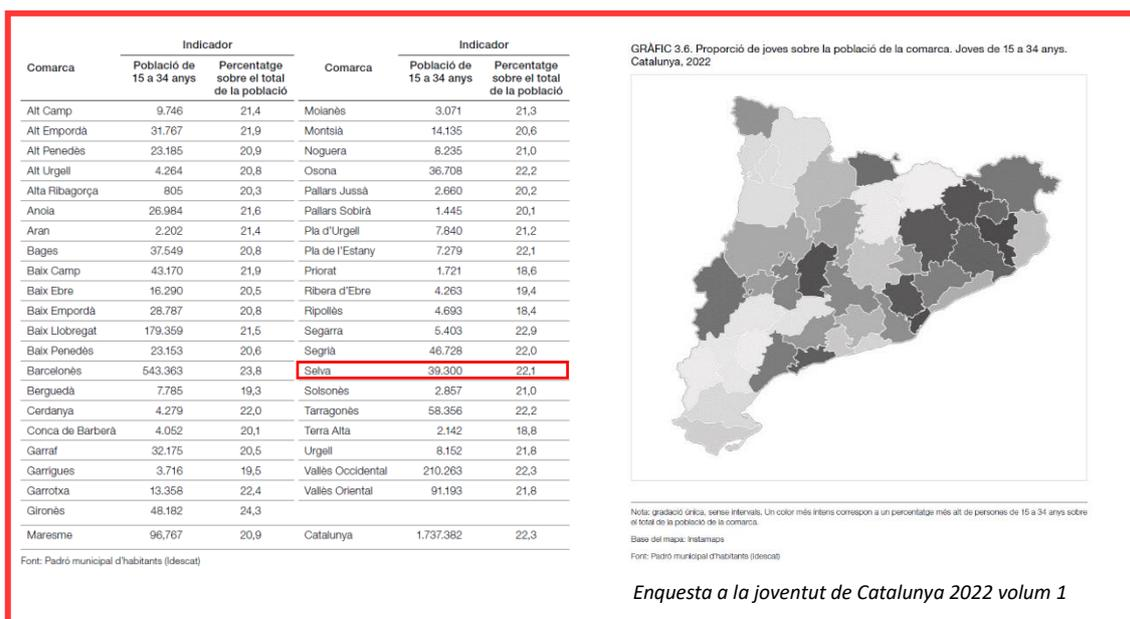 Indicador
Indicador
Comarca
Població de
15 a 34 anys
Percentatge
sobre el total
de la població
Comarca
Població de
15 a 34 anys
Percentatge
sobre el total
de la població
Alt Camp 9.746 21,4 Moianès 3.071 21,3
Alt Empordà 31.767 21,9 Montsià 14.135 20,6
Alt Penedès 23.185 20,9 Noguera 8.235 21,0
Alt Urgell 4.264 20,8 Osona 36.708 22,2
Alta Ribagorça 805 20,3 Pallars Jussà 2.660 20,2
Anoia 26.984 21,6 Pallars Sobirà 1.445 20,1
Aran 2.202 21,4 Pla d'Urgell 7.840 21,2
Bages 37.549 20,8 Pla de l'Estany 7.279 22,1
Baix Camp 43.170 21,9 Priorat 1.721 18,6
Baix Ebre 16.290 20,5 Ribera d'Ebre 4.263 19,4
Baix Empordà 28.787 20,8 Ripollès 4.693 18,4
Baix Llobregat 179.359 21,5 Segarra 5.403 22,9
Baix Penedès 23.153 20,6 Segrià 46.728 22,0
Barcelonès 543.363 23,8 Selva 39.300 22,1
Berguedà 7.785 19,3 Solsonès 2.857 21,0
Cerdanya 4.279 22,0 Tarragonès 58.356 22,2
Conca de Barberà 4.052 20,1 Terra Alta 2.142 18,8
Garraf 32.175 20,5 Urgell 8.152 21,8
Garrigues 3.716 19,5 Vallès Occidental 210.263 22,3
Garrotxa 13.358 22,4 Vallès Oriental 91.193 21,8
Gironès 48.182 24,3
Maresme 96,767 20,9 Catalunya 1.737.382 22,3
Font: Padró municipal d'habitants (Idescat)
GRÀFIC 3.6. Proporció de joves sobre la població de la comarca. Joves de 15 a 34 anys.
Catalunya, 2022
Nota: gradació única, sense intervals. Un color més intens correspon a un percentatge més alt de persones de 15 a 34 anys sobre
el total de la població de la comarca.
Base del mapa: Instamaps
Font: Padró municipal d'habitants (Idescat)
Enquesta a la joventut de Catalunya 2022 volum 1